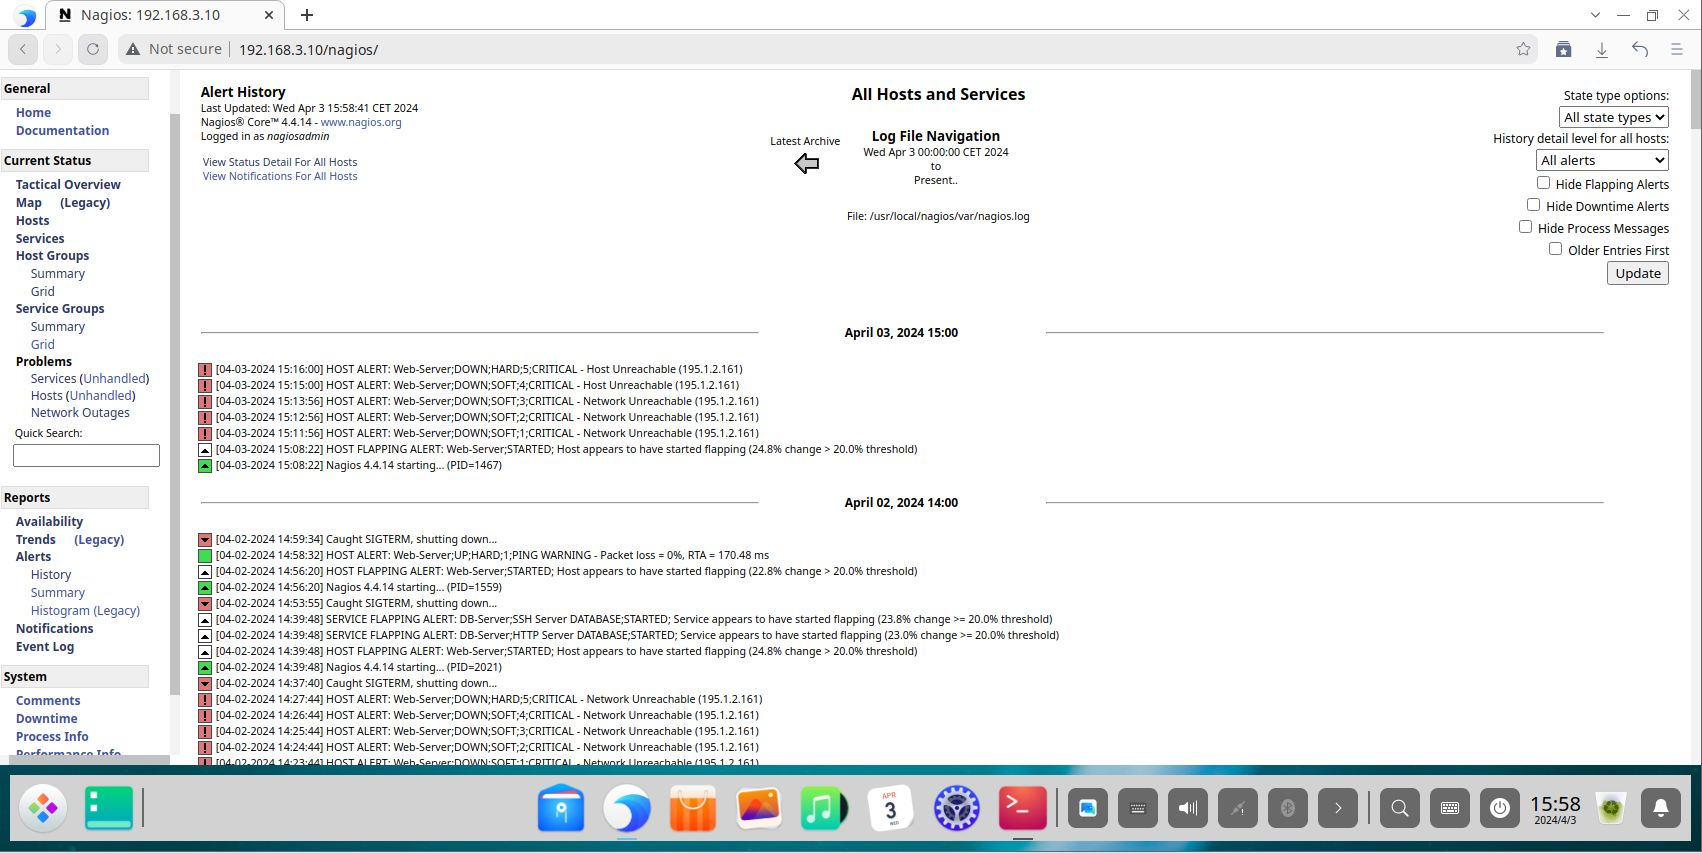 Nagios: 192.168.3.10
Not secure
192.168.3.10/nagios/
General
Home
Documentation
Current Status
Tactical Overview
Map (Legacy)
Hosts
Services
Host Groups
Summary
Grid
Service Groups
Summary
Grid
Problems
Services (Unhandled)
Hosts (Unhandled)
Network Outages
Quick Search:
Reports
Availability
Trends (Legacy)
Alerts
History
Summary
Histogram (Legacy)
Notifications
Event Log
System
Comments
Downtime
Process Info
Performance Info
Alert History
Last Updated: Wed Apr 3 15:58:41 CET 2024
Nagios® Core™ 4.4.14 - www.nagios.org
Logged in as nagiosadmin
View Status Detail For All Hosts
View Notifications For All Hosts
All Hosts and Services
Latest Archive
Log File Navigation
Wed Apr 3 00:00:00 CET 2024
to
Present..
File: /usr/local/nagios/var/nagios.log
State type options:
All state types
History detail level for all hosts:
All alerts
Hide Flapping Alerts
Hide Downtime Alerts
Hide Process Messages
Older Entries First
Update
April 03, 2024 15:00
[04-03-2024 15:16:00] HOST ALERT: Web-Server;DOWN;HARD;5;CRITICAL - Host Unreachable (195.1.2.161)
[04-03-2024 15:15:00] HOST ALERT: Web-Server;DOWN;SOFT;4;CRITICAL - Host Unreachable (195.1.2.161)
[04-03-2024 15:13:56] HOST ALERT: Web-Server;DOWN;SOFT;3;CRITICAL - Network Unreachable (195.1.2.161)
[04-03-2024 15:12:56] HOST ALERT: Web-Server;DOWN;SOFT;2;CRITICAL - Network Unreachable (195.1.2.161)
[04-03-2024 15:11:56] HOST ALERT: Web-Server;DOWN;SOFT;1;CRITICAL - Network Unreachable (195.1.2.161)
[04-03-2024 15:08:22] HOST FLAPPING ALERT: Web-Server;STARTED; Host appears to have started flapping (24.8% change > 20.0% threshold)
[04-03-2024 15:08:22] Nagios 4.4.14 starting... (PID=1467)
April 02, 2024 14:00
[04-02-2024 14:59:34] Caught SIGTERM, shutting down...
[04-02-2024 14:58:32] HOST ALERT: Web-Server;UP;HARD;1;PING WARNING - Packet loss = 0%, RTA = 170.48 ms
[04-02-2024 14:56:20] HOST FLAPPING ALERT: Web-Server;STARTED; Host appears to have started flapping (22.8% change > 20.0% threshold)
[04-02-2024 14:56:20] Nagios 4.4.14 starting... (PID=1559)
[04-02-2024 14:53:55] Caught SIGTERM, shutting down...
[04-02-2024 14:39:48] SERVICE FLAPPING ALERT: DB-Server;SSH Server DATABASE;STARTED; Service appears to have started flapping (23.8% change >= 20.0% threshold)
[04-02-2024 14:39:48] SERVICE FLAPPING ALERT: DB-Server;HTTP Server DATABASE;STARTED; Service appears to have started flapping (23.0% change >= 20.0% threshold)
[04-02-2024 14:39:48] HOST FLAPPING ALERT: Web-Server;STARTED; Host appears to have started flapping (24.8% change > 20.0% threshold)
[04-02-2024 14:39:48] Nagios 4.4.14 starting... (PID=2021)
[04-02-2024 14:37:40] Caught SIGTERM, shutting down...
[04-02-2024 14:27:44] HOST ALERT: Web-Server;DOWN;HARD;5;CRITICAL - Network Unreachable (195.1.2.161)
[04-02-2024 14:26:44] HOST ALERT: Web-Server;DOWN;SOFT;4;CRITICAL - Network Unreachable (195.1.2.161)
[04-02-2024 14:25:44] HOST ALERT: Web-Server;DOWN;SOFT;3;CRITICAL - Network Unreachable (195.1.2.161)
[04-02-2024 14:24:44] HOST ALERT: Web-Server;DOWN;SOFT;2;CRITICAL - Network Unreachable (195.1.2.161)
[04-02-2024 14:23:44] HOST ALERT: Web-Server;DOWN;SOFT;1;CRITICAL - Network Unreachable (195.1.2.161)
APR
3
WED
15:58
2024/4/3